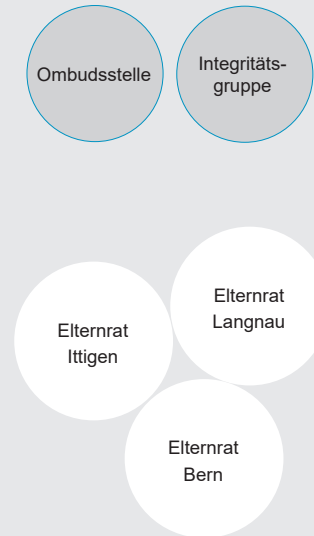 Ombudsstelle
Integritäts-
gruppe
Elternrat
Langnau
Elternrat
Ittigen
Elternrat
Bern